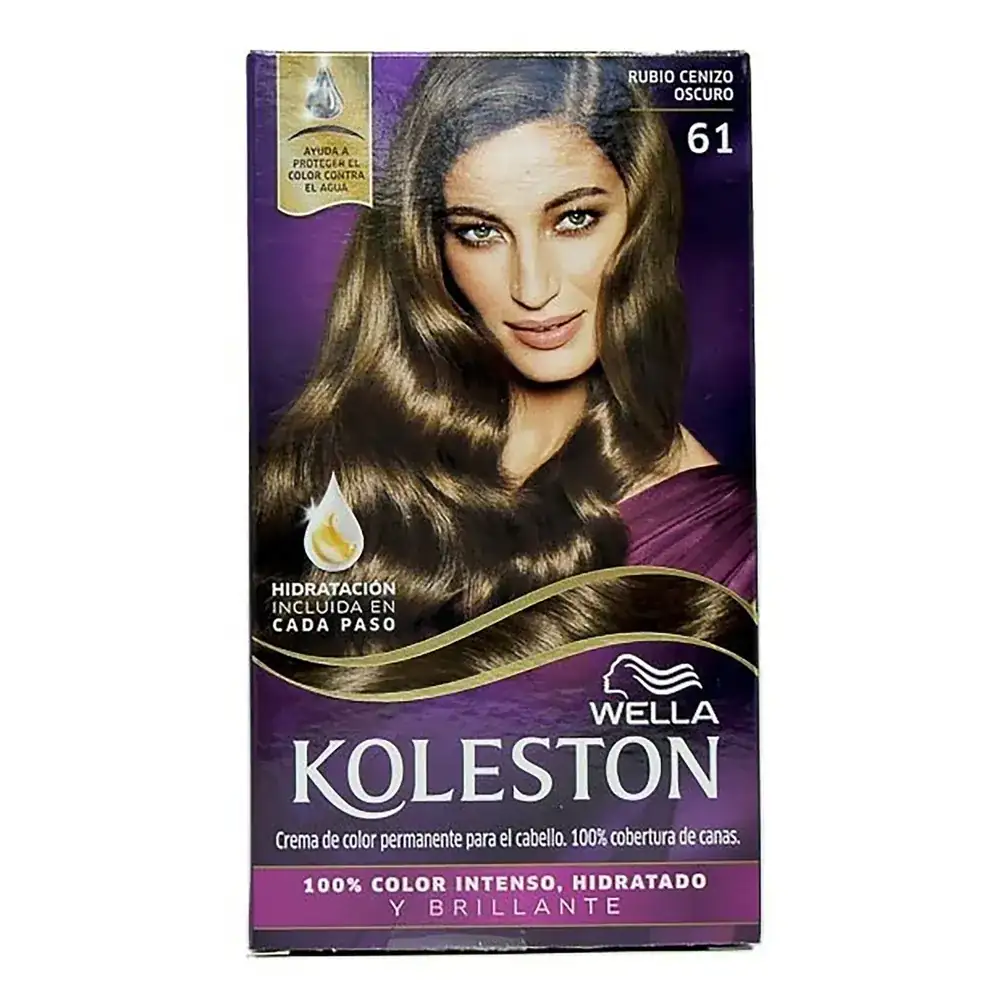 RUBIO CENIZO
OSCURO
61
AYUDA A
PROTEGER EL
COLOR CONTRA
EL AGUA
HIDRATACIÓN
INCLUIDA EN
CADA PASO
WELLA
KOLESTON
Crema de color permanente para el cabello. 100% cobertura de canas.
100% COLOR INTENSO, HIDRATADO
Y BRILLANTE